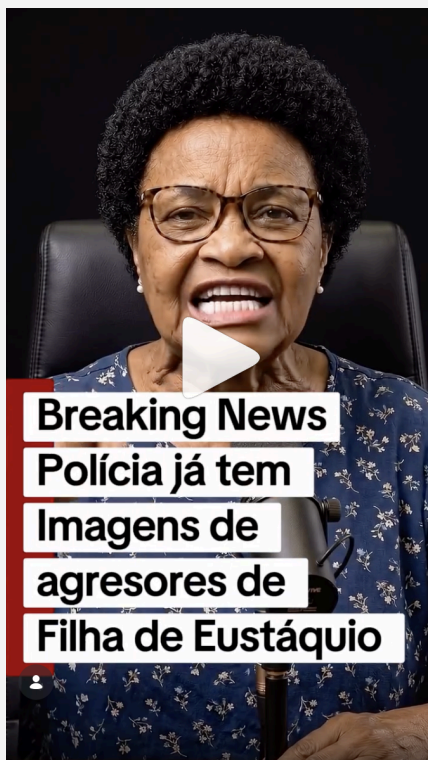 Breaking News
Polícia já tem
Imagens de
agresores de
Filha de Eustáquio